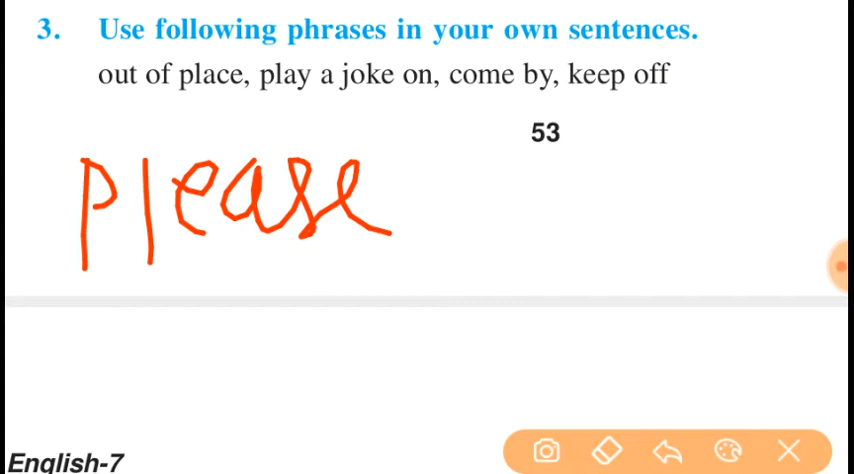 3. Use following phrases in your own sentences.
out of place, play a joke on, come by, keep off
53
please
English-7